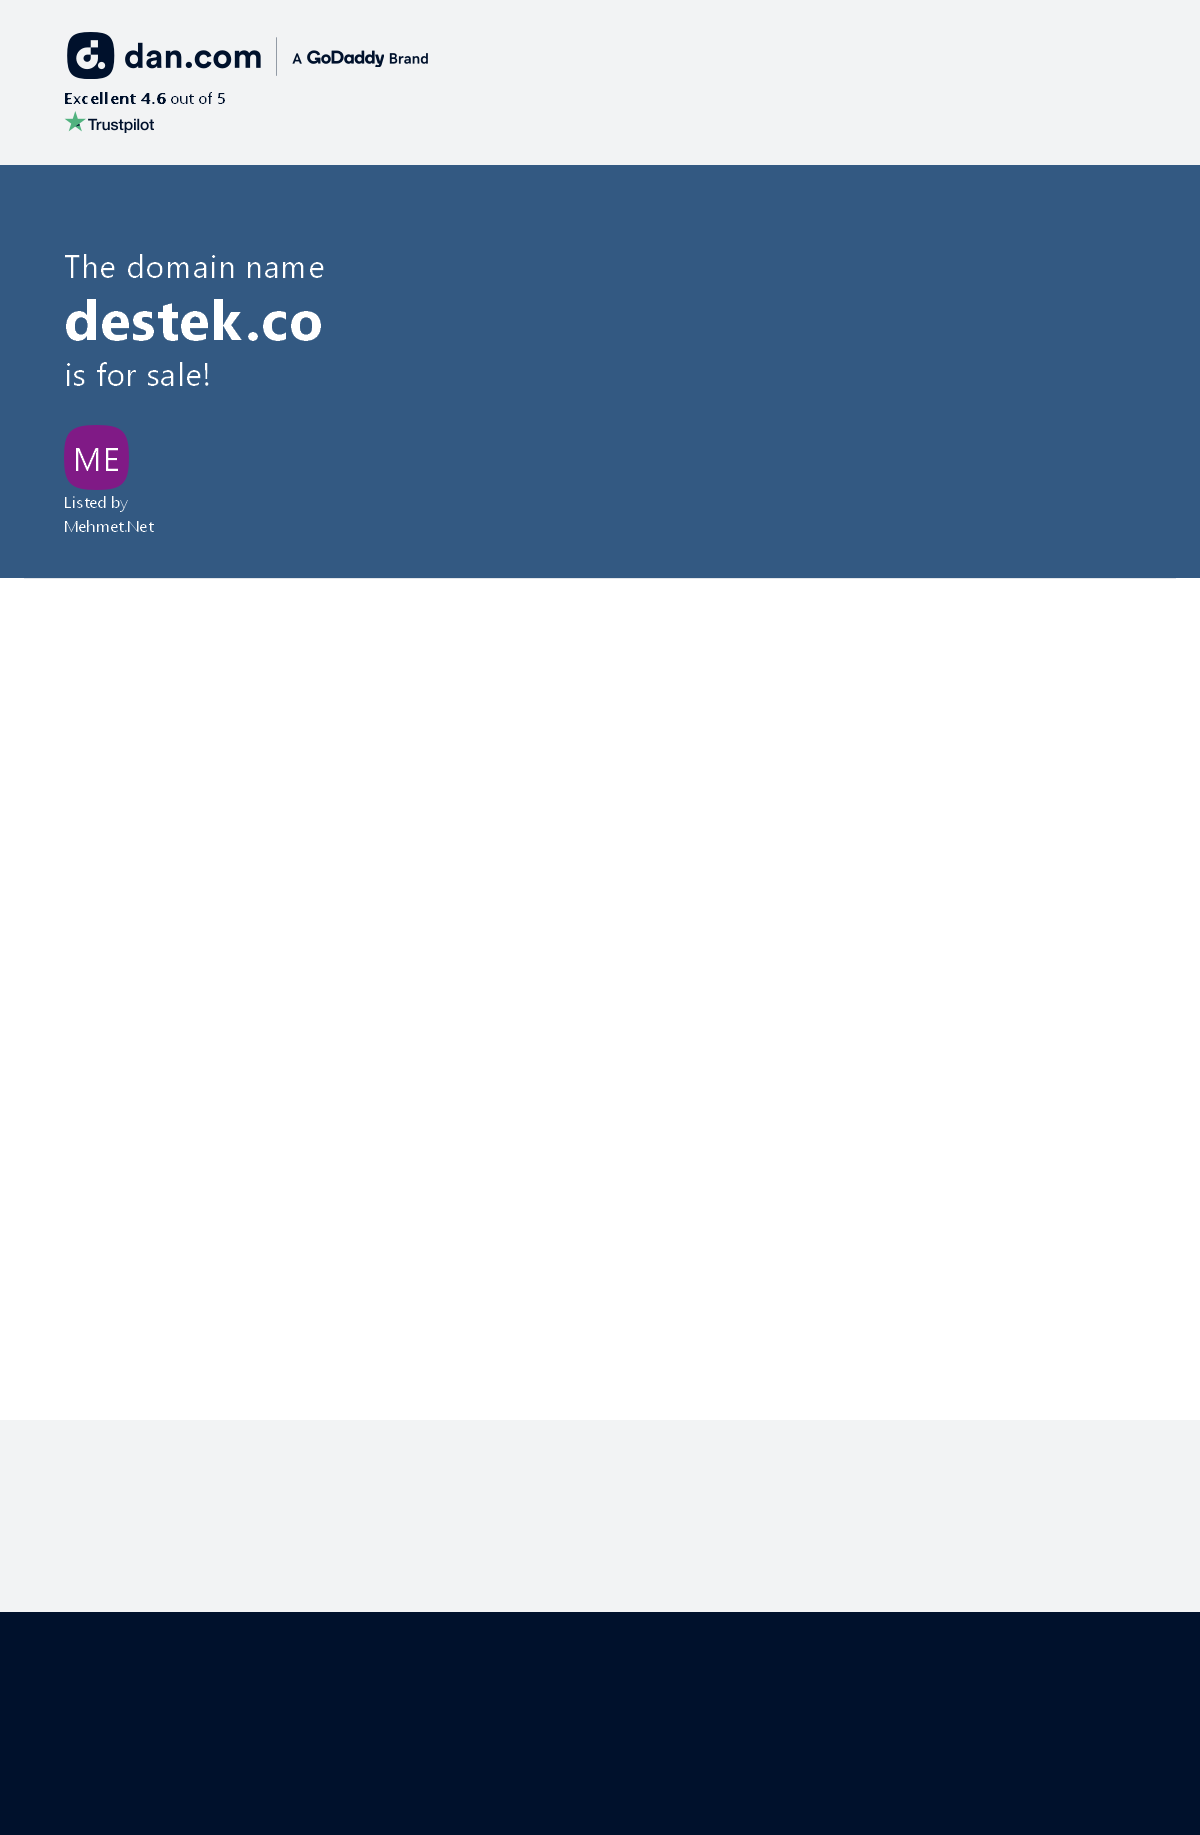 dan.com
A GoDaddy Brand
Excellent 4.6 out of 5
Trustpilot
The domain name
destek.co
is for sale!
ME
Listed by
Mehmet.Net